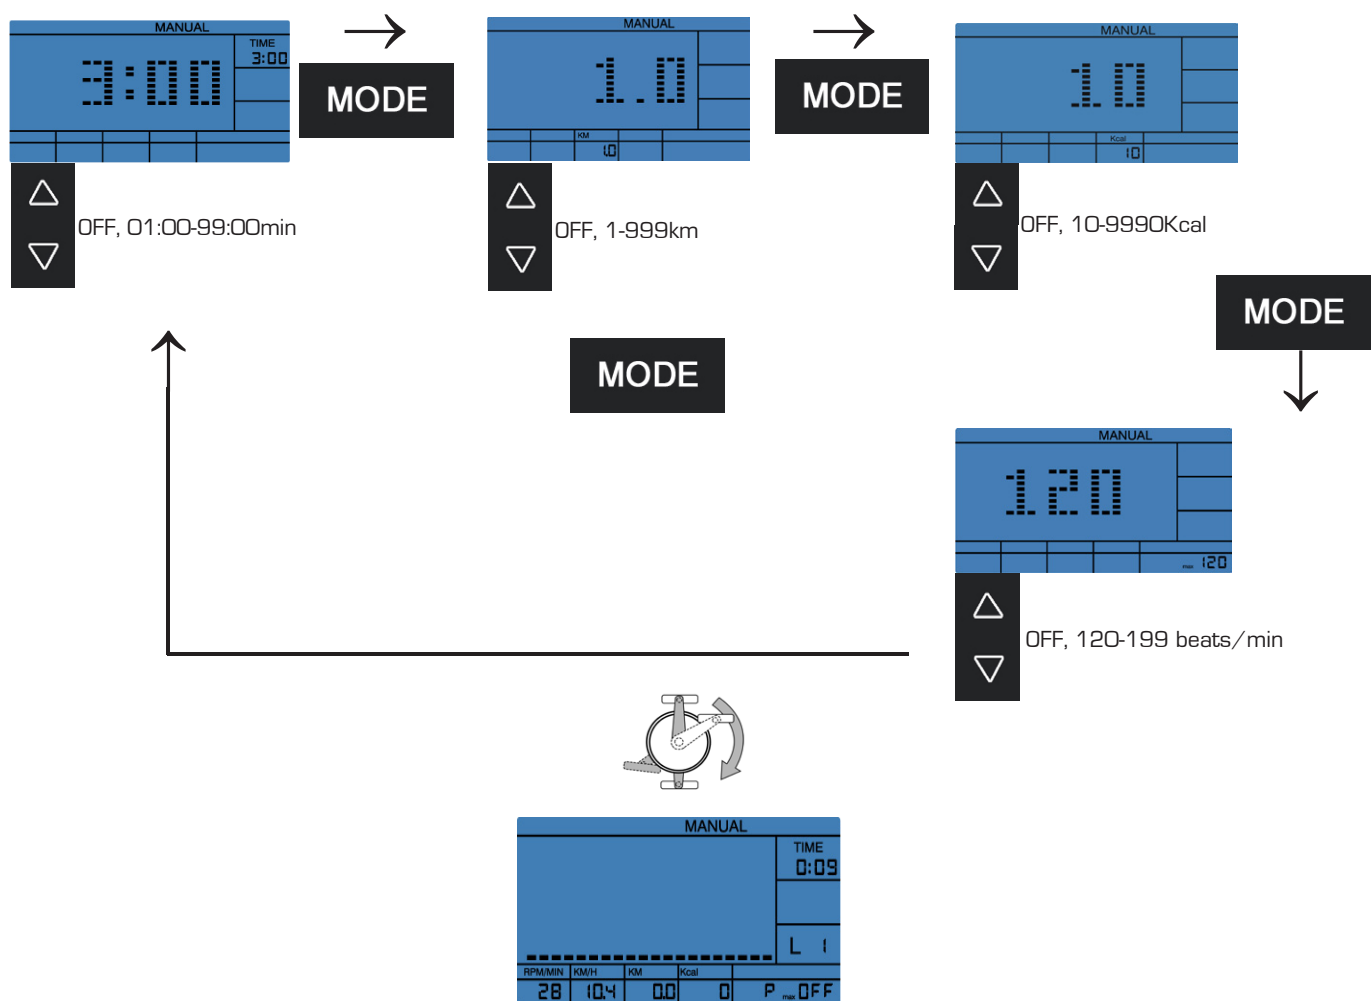 MANUAL
TIME
3:00
3:00
OFF, 01:00-99:00min
MODE
MANUAL
1.0
KM
1.0
OFF, 1-999km
MODE
MANUAL
10
Kcal
10
OFF, 10-9990Kcal
MODE
MODE
MANUAL
120
max 120
OFF, 120-199 beats/min
MANUAL
TIME
0:09
L 1
RPM/MIN KM/H KM Kcal
28 10.4 0.0 0 P max OFF